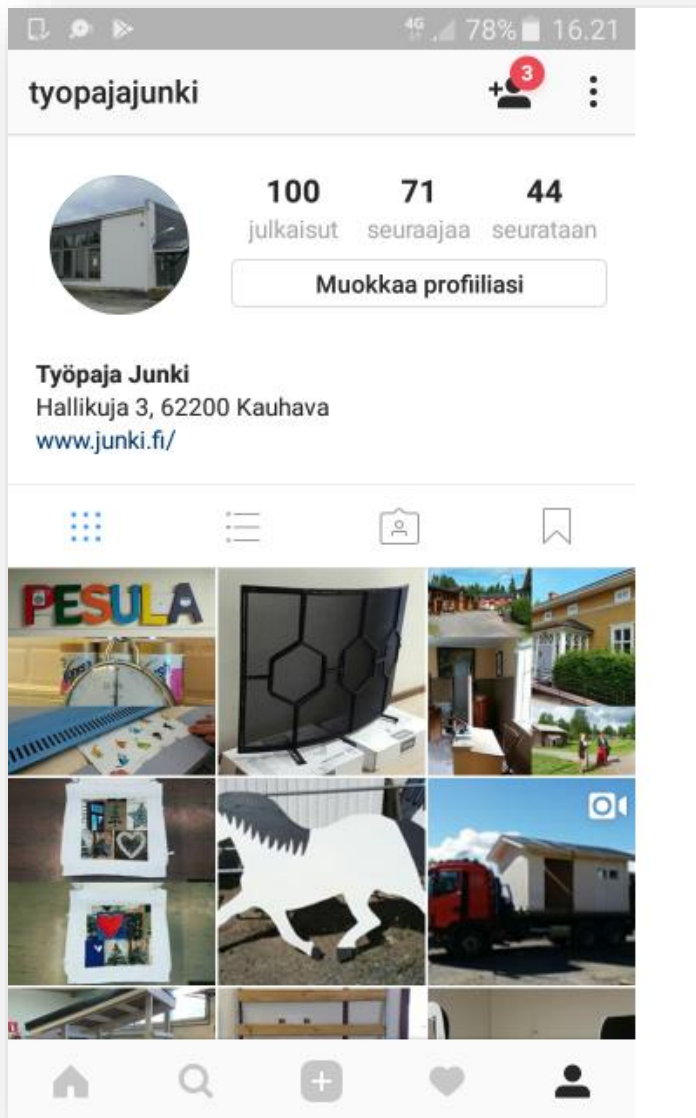 4G 78% 16.21
tyopajajunki
3
100 71 44
julkaisut seuraajaa seurataan
Muokkaa profiiliasi
Työpaja Junki
Hallikuja 3, 62200 Kauhava
www.junki.fi/
PESULA